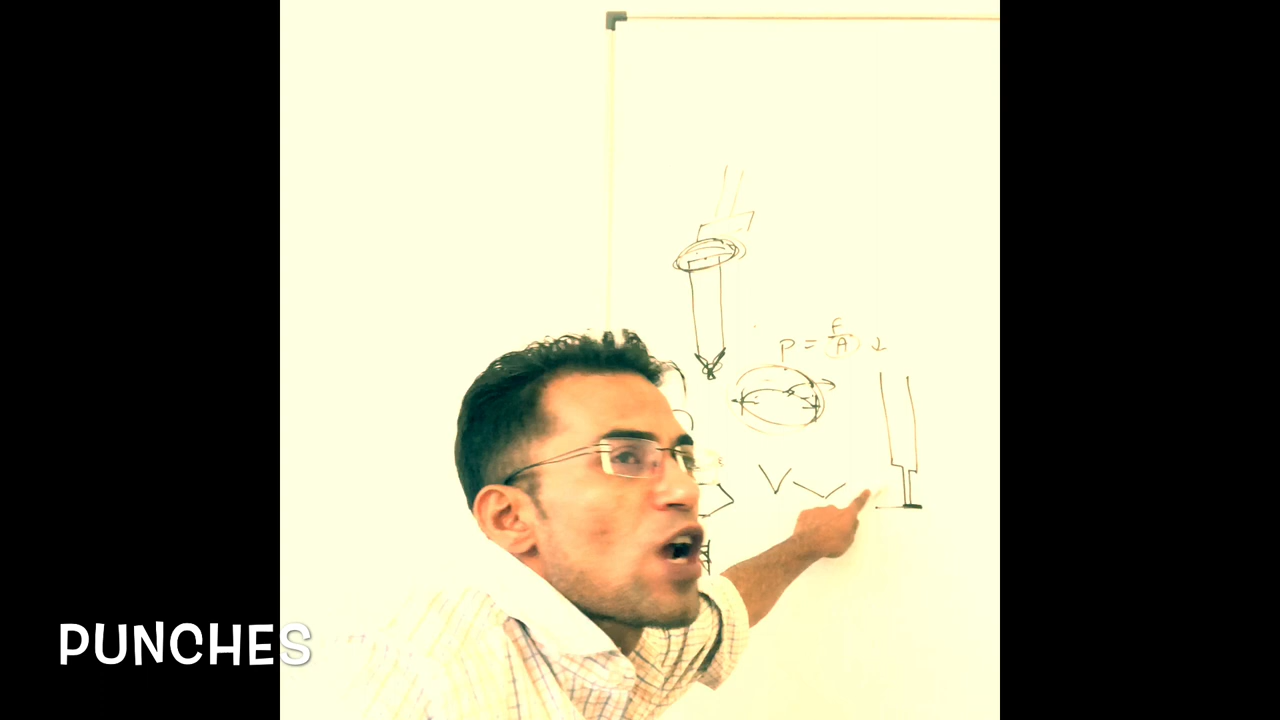 P = F/A ↓
PUNCHES